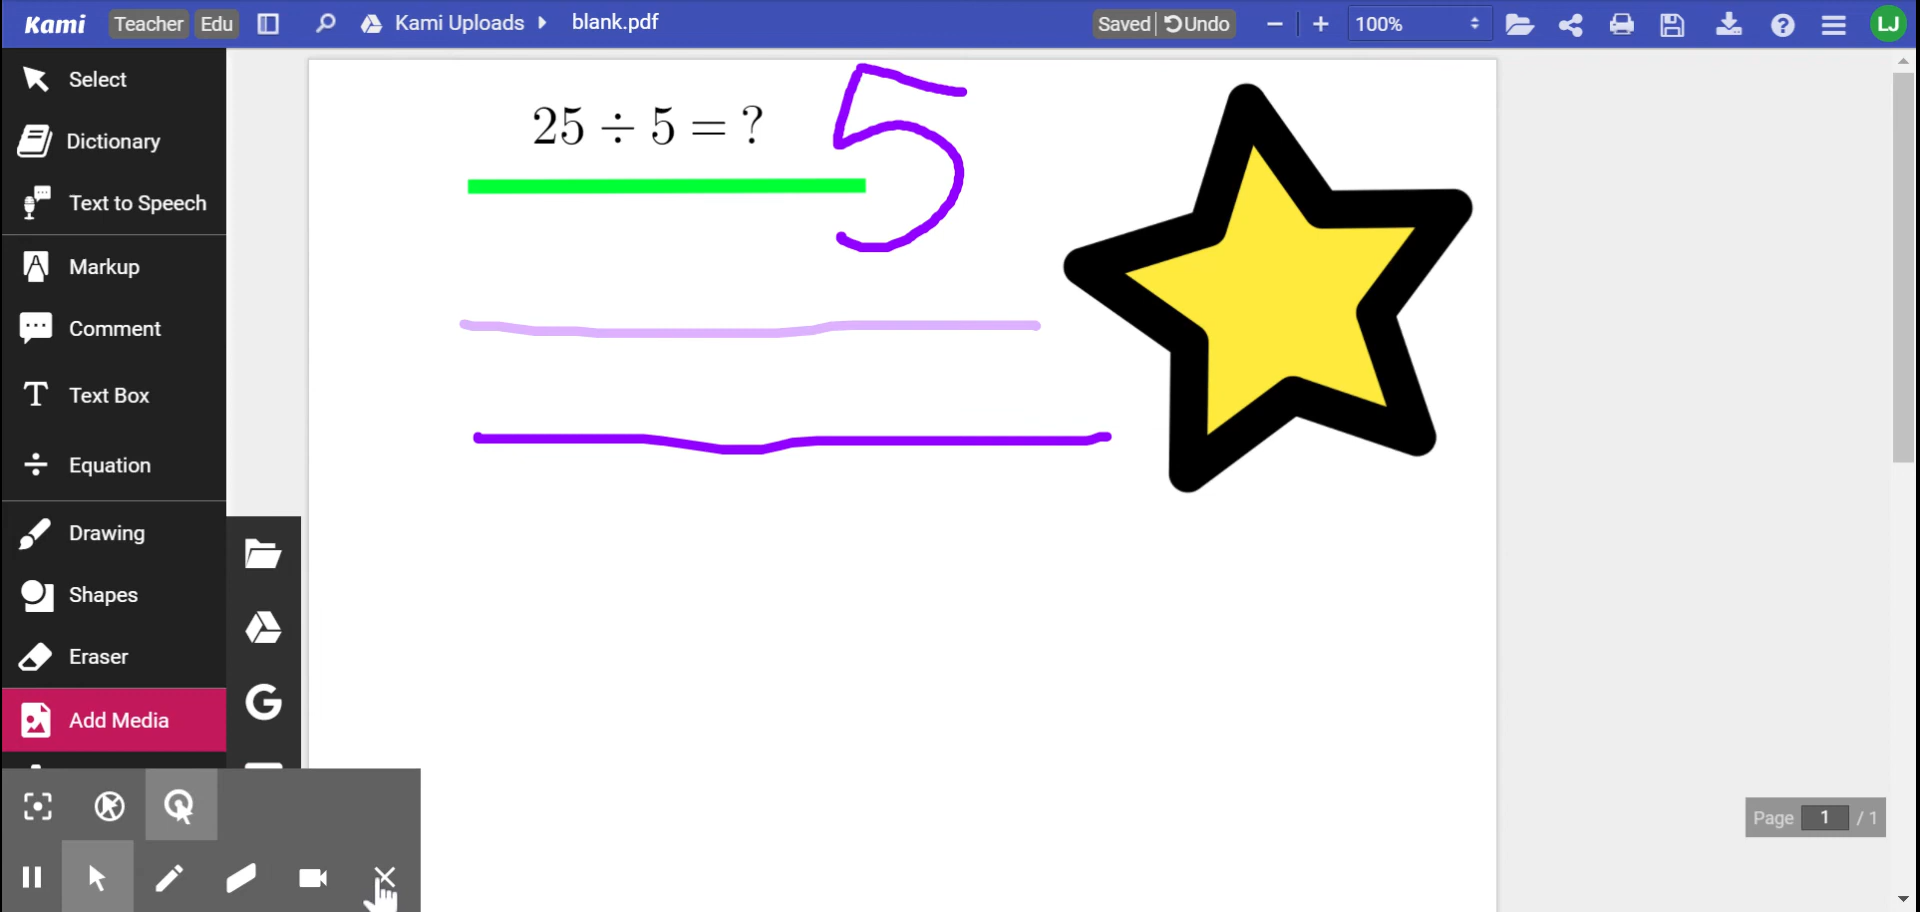 Kami Teacher Edu Kami Uploads blank.pdf Saved Undo 100% LJ
Select
Dictionary
Text to Speech
Markup
Comment
Text Box
Equation
Drawing
Shapes
Eraser
Add Media
25 ÷ 5 = ? 5
Page 1 / 1